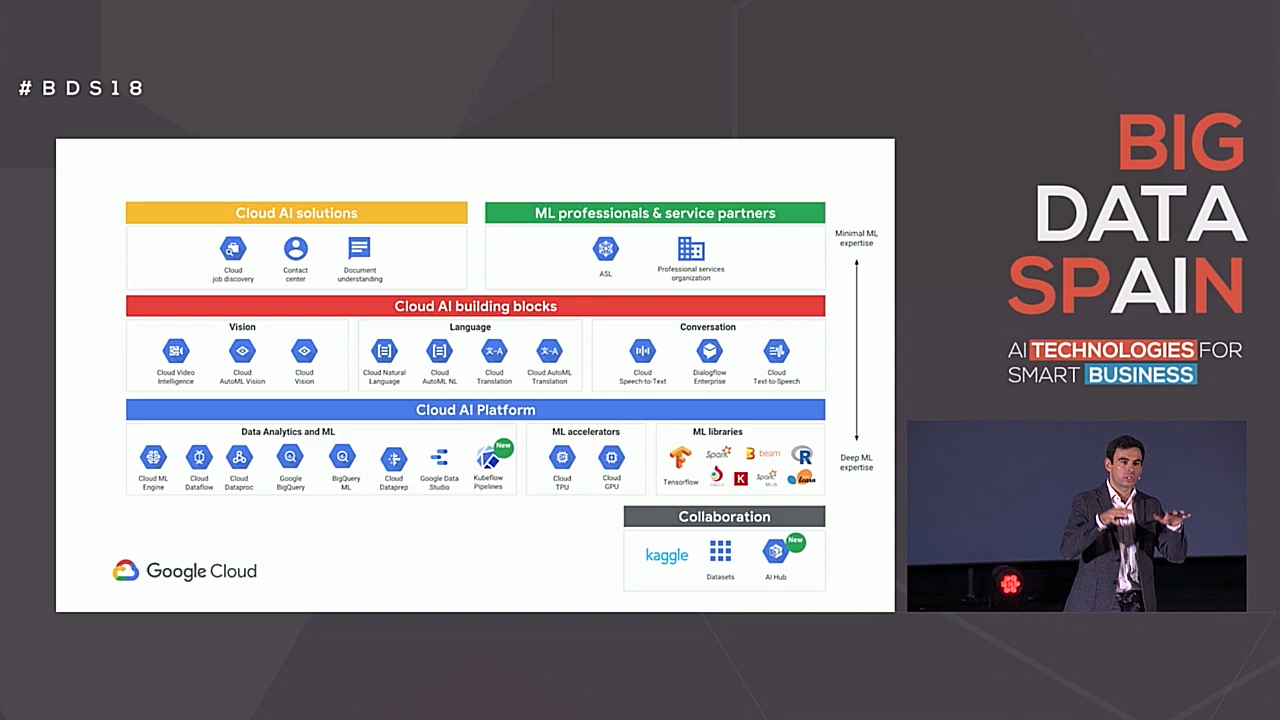 #BDS18
BIG
DATA
SPAIN
AI TECHNOLOGIES FOR
SMART BUSINESS
Cloud AI solutions
Cloud
job discovery
Contact
center
Document
understanding
ML professionals & service partners
ASL
Professional services
organization
Minimal ML
expertise
Cloud AI building blocks
Vision
Cloud Video
Intelligence
Cloud
AutoML Vision
Cloud
Vision
Language
Cloud Natural
Language
Cloud
AutoML NL
Cloud
Translation
Cloud AutoML
Translation
Conversation
Cloud
Speech-to-Text
Dialogflow
Enterprise
Cloud
Text-to-Speech
Cloud AI Platform
Data Analytics and ML
Cloud ML
Engine
Cloud
Dataflow
Cloud
Dataproc
Google
BigQuery
BigQuery
ML
Cloud
Dataprep
Google Data
Studio
New
Kubeflow
Pipelines
ML accelerators
Cloud
TPU
Cloud
GPU
ML libraries
Tensorflow
Spark
beam
R
K
Spark
MLlib
learn
Deep ML
expertise
Collaboration
kaggle
Datasets
New
AI Hub
Google Cloud